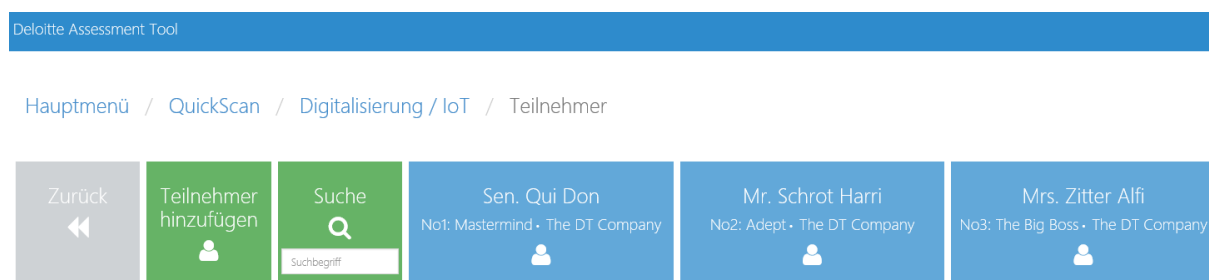 Deloitte Assessment Tool
Hauptmenü / QuickScan / Digitalisierung / IoT / Teilnehmer
Zurück
Teilnehmer
hinzufügen
Suche
Suchbegriff
Sen. Qui Don
No1: Mastermind • The DT Company
Mr. Schrot Harri
No2: Adept • The DT Company
Mrs. Zitter Alfi
No3: The Big Boss • The DT Company